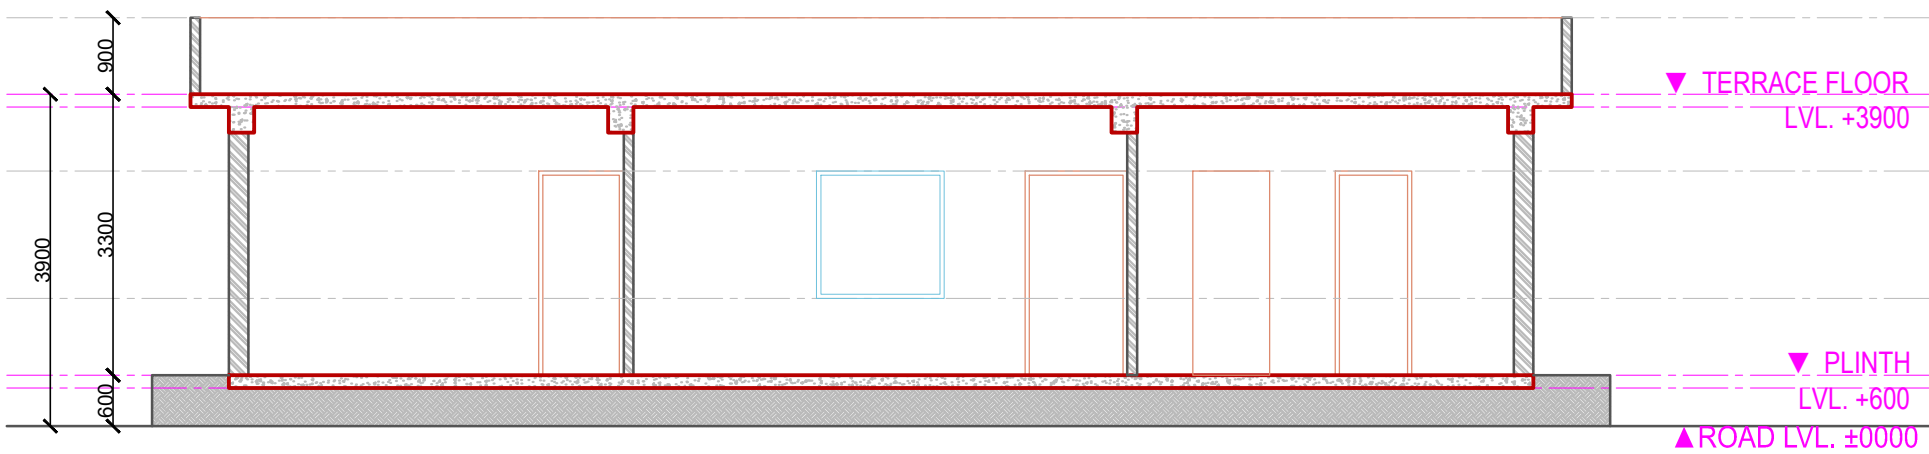 900
TERRACE FLOOR
LVL. +3900
3300
3900
PLINTH
LVL. +600
600
ROAD LVL. ±0000